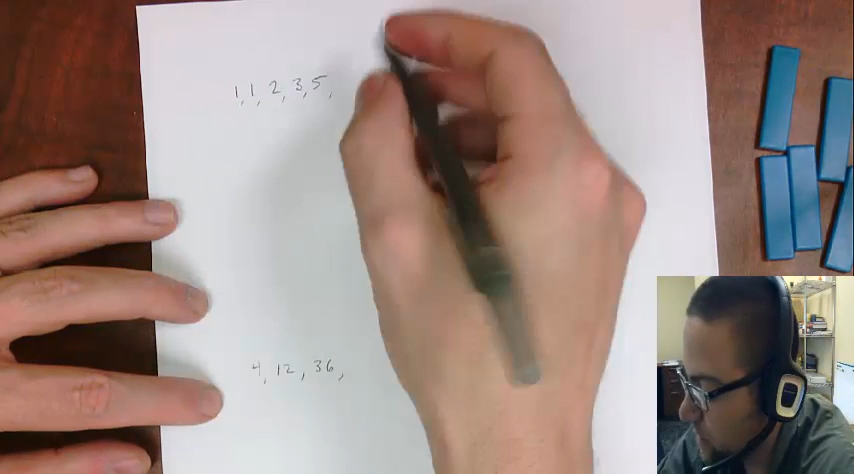 1, 1, 2, 3, 5,
4, 12, 36,